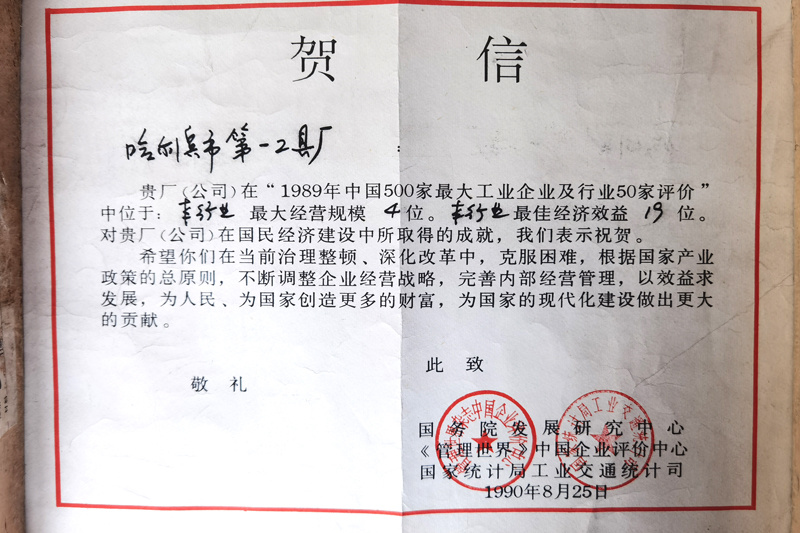 贺 信
哈尔滨市第一工具厂：
贵厂(公司)在“1989年中国500家最大工业企业及行业50家评价”
中位于：本行业 最大经营规模 4 位。本行业最佳经济效益 19 位。
对贵厂(公司)在国民经济建设中所取得的成就，我们表示祝贺。
希望你们在当前治理整顿、深化改革中，克服困难，根据国家产业
政策的总原则，不断调整企业经营战略，完善内部经营管理，以效益求
发展，为人民、为国家创造更多的财富，为国家的现代化建设做出更大
的贡献。
此 致
敬 礼
国务院发展研究中心
《管理世界》中国企业评价中心
国家统计局工业交通统计司
1990年8月25日